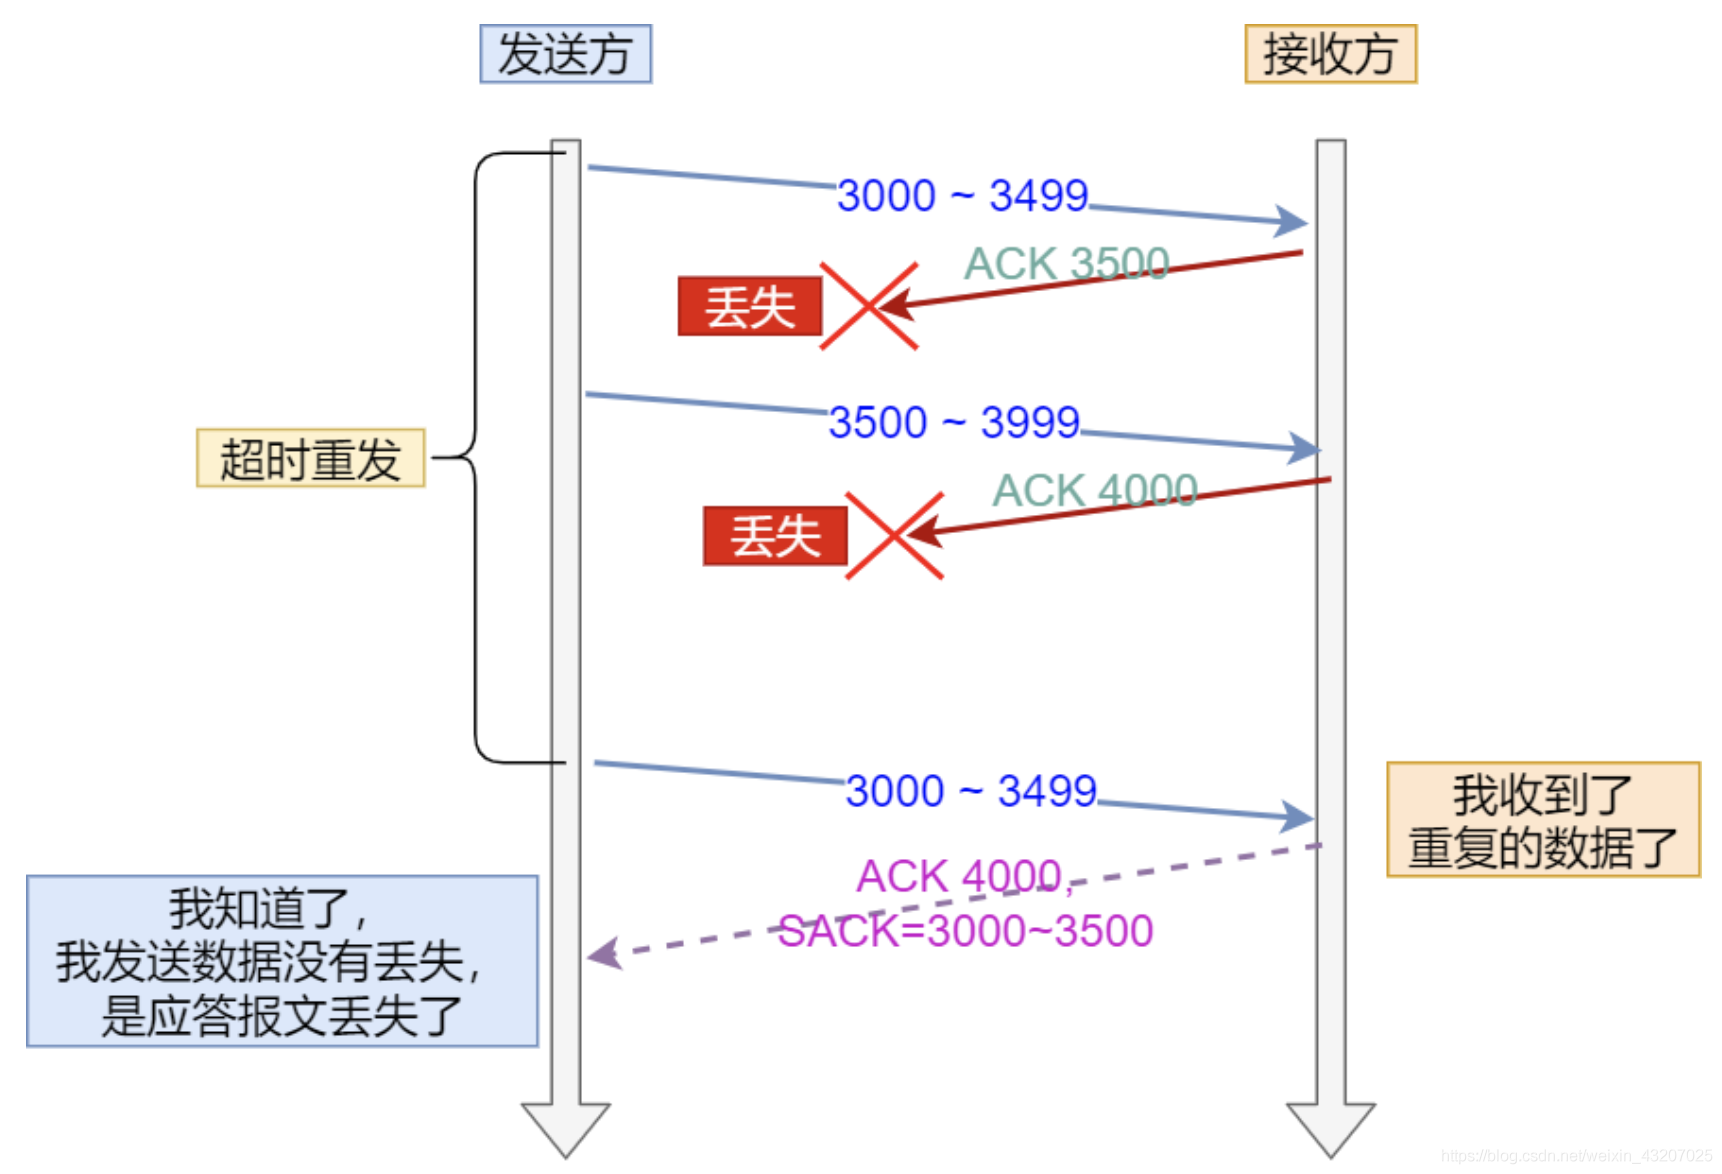 发送方
接收方
3000 ~ 3499
ACK 3500
丢失
3500 ~ 3999
超时重发
ACK 4000
丢失
3000 ~ 3499
我收到了
重复的数据了
ACK 4000,
SACK=3000~3500
我知道了，
我发送数据没有丢失，
是应答报文丢失了
https://blog.csdn.net/weixin_43207025